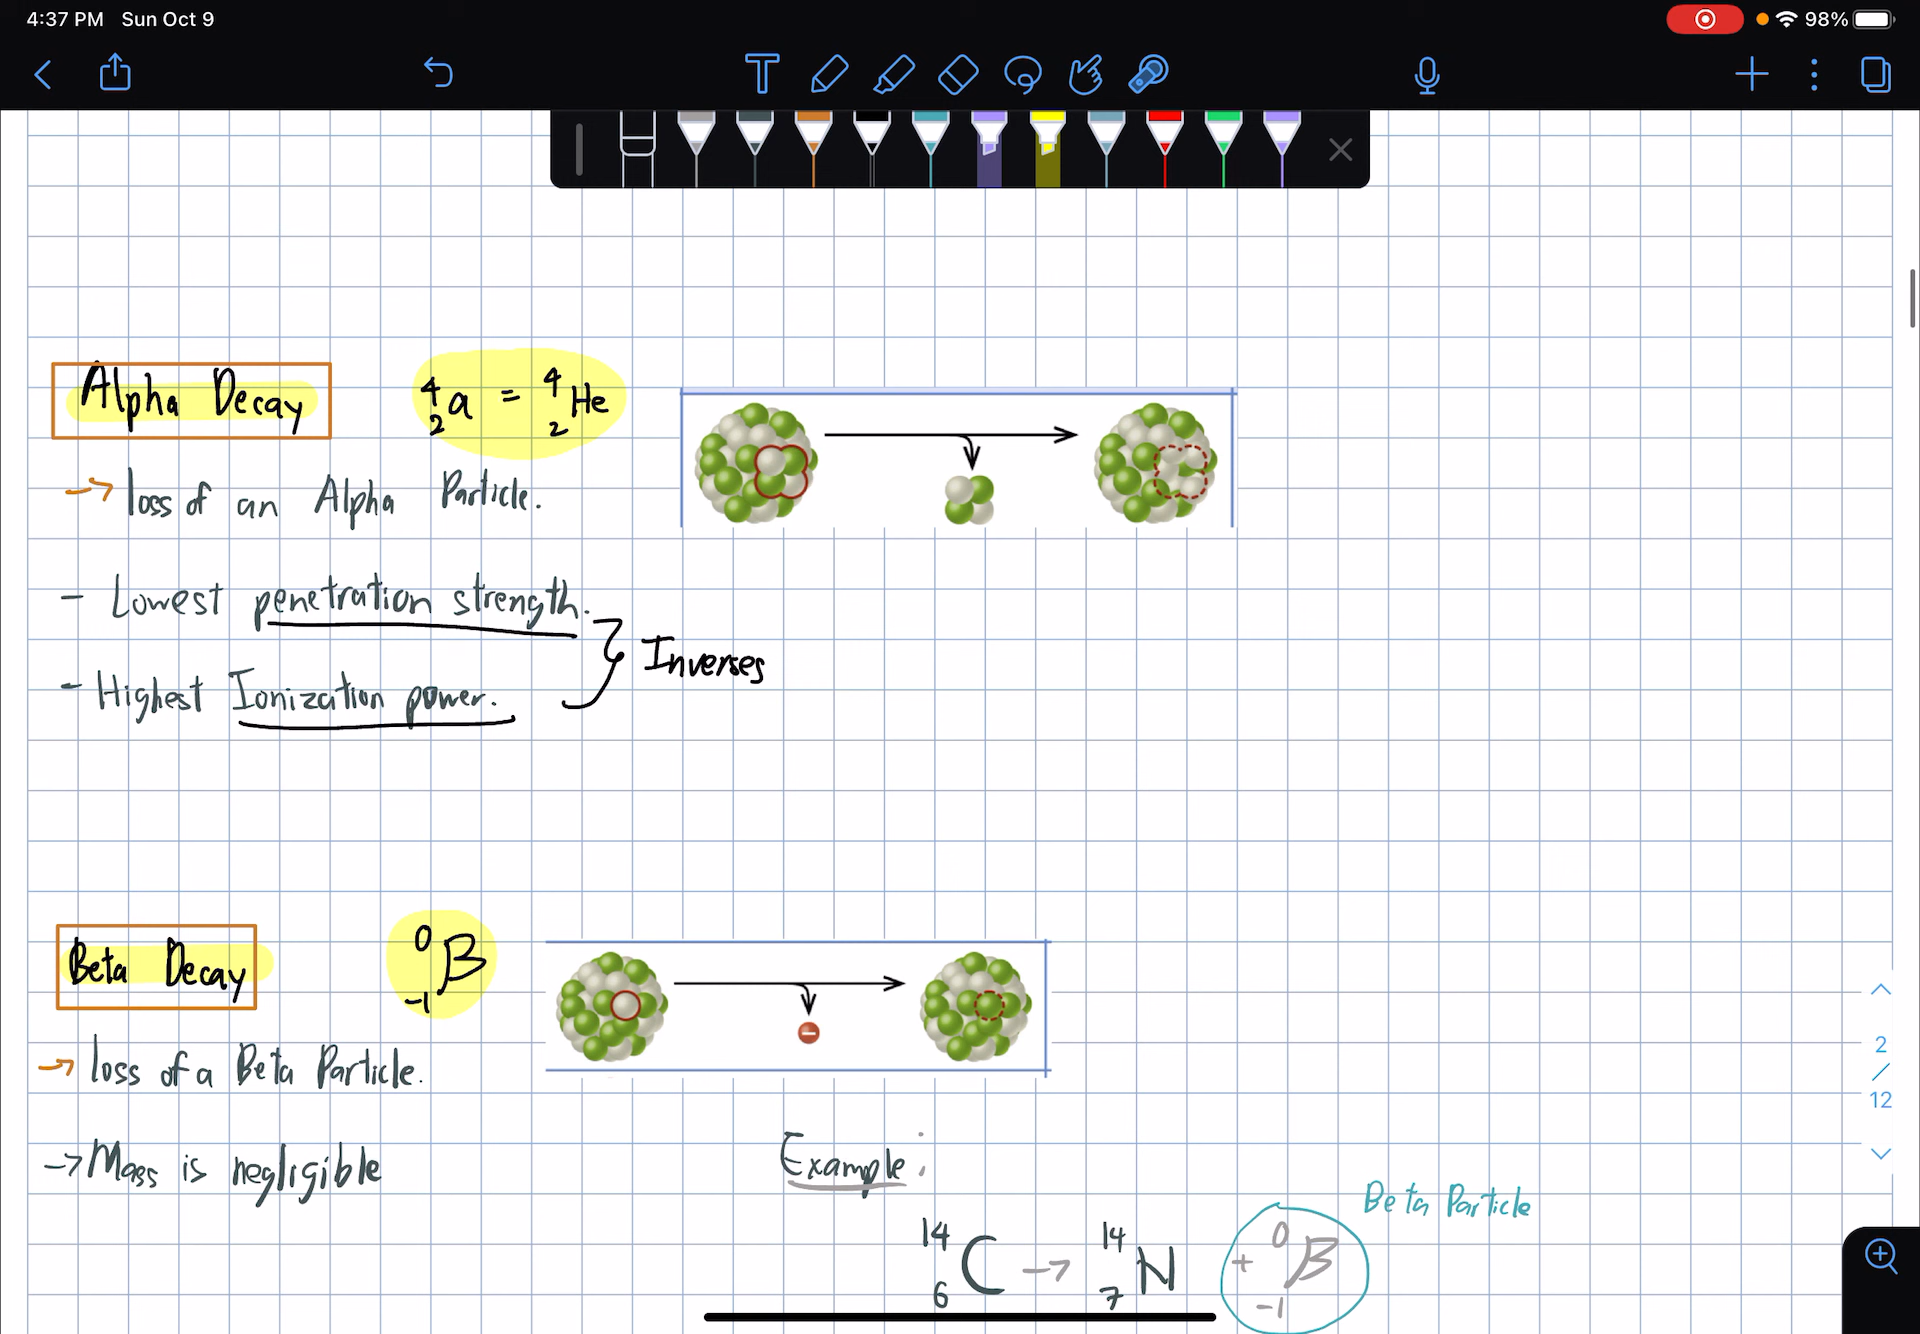 4:37 PM Sun Oct 9
98%
Alpha Decay
4 2 a = 4 2 He
→ loss of an Alpha Particle.
- Lowest penetration strength.
- Highest Ionization power.
Inverses
Beta Decay
0 -1 β
→ loss of a Beta Particle.
→ Mass is negligible
Example:
14 6 C → 14 7 N + 0 -1 β
Beta Particle
2
/
12